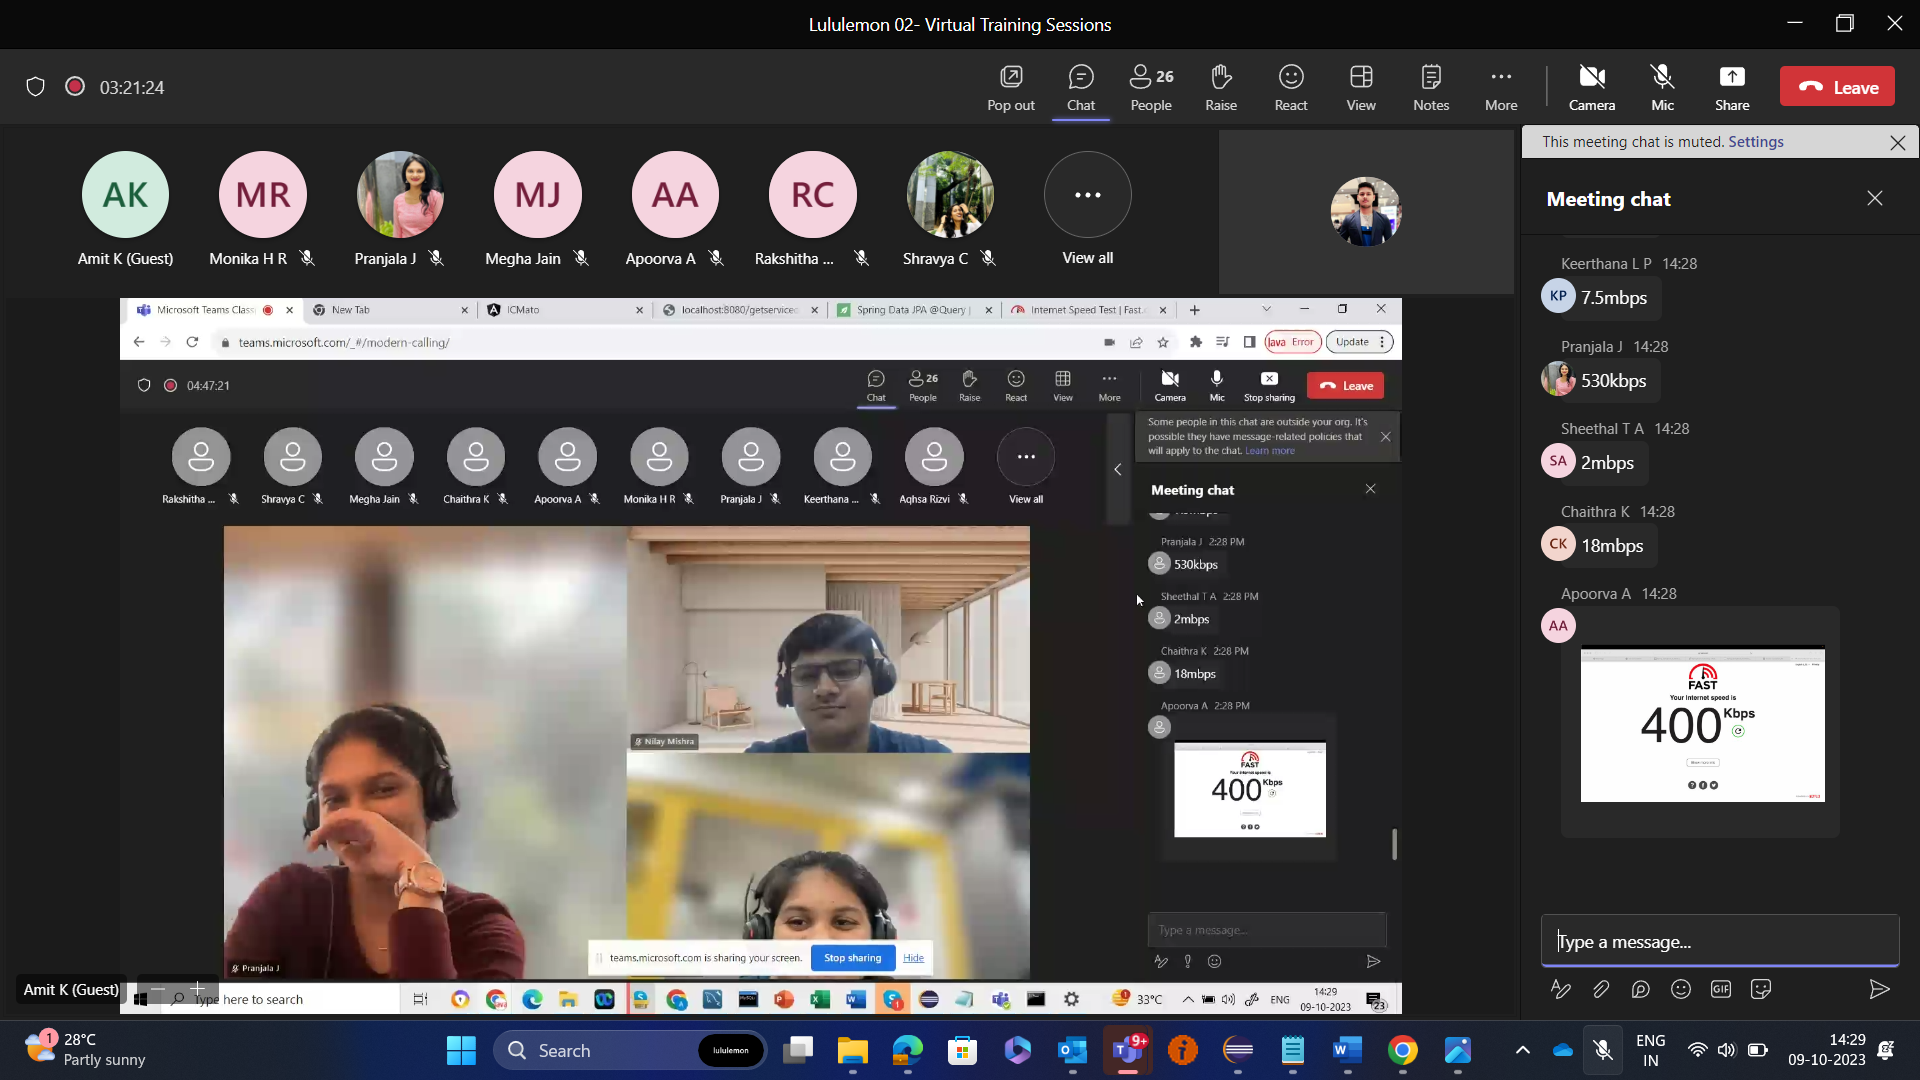 Lululemon 02- Virtual Training Sessions
03:21:24
Pop out
Chat
26
People
Raise
React
View
Notes
More
Camera
Mic
Share
Leave
AK
MR
MJ
AA
RC
Amit K (Guest)
Monika H R
Pranjala J
Megha Jain
Apoorva A
Rakshitha ...
Shravya C
View all
This meeting chat is muted. Settings
Meeting chat
Keerthana L P 14:28
KP
7.5mbps
Pranjala J 14:28
530kbps
Sheethal T A 14:28
SA
2mbps
Chaithra K 14:28
CK
18mbps
Apoorva A 14:28
AA
FAST
Your Internet speed is
400 Kbps
Type a message...
GIF
Microsoft Teams Class
New Tab
ICMato
localhost:8080/getservice
Spring Data JPA @Query |
Internet Speed Test | Fast.
teams.microsoft.com/_#/modern-calling/
Java Error
Update
04:47:21
Chat
26
People
Raise
React
View
More
Camera
Mic
Stop sharing
Leave
Some people in this chat are outside your org. It's
possible they have message-related policies that
will apply to the chat. Learn more
Rakshitha ...
Shravya C
Megha Jain
Chaithra K
Apoorva A
Monika H R
Pranjala J
Keerthana ...
Aqhsa Rizvi
View all
Meeting chat
Pranjala J 2:28 PM
530kbps
Sheethal T A 2:28 PM
2mbps
Chaithra K 2:28 PM
18mbps
Apoorva A 2:28 PM
FAST
Your Internet speed is
400 Kbps
Type a message...
Nilay Mishra
Pranjala J
teams.microsoft.com is sharing your screen.
Stop sharing
Hide
Amit K (Guest)
Type here to search
33°C
ENG
14:29
09-10-2023
23
1
28°C
Partly sunny
Search
lululemon
9+
ENG
IN
14:29
09-10-2023